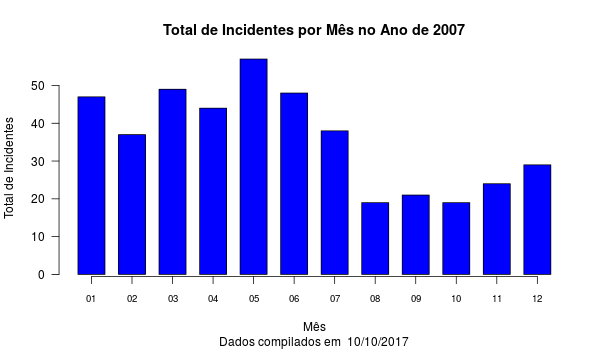 Total de Incidentes por Mês no Ano de 2007
Total de Incidentes
50
40
30
20
10
0
01 02 03 04 05 06 07 08 09 10 11 12
Mês
Dados compilados em 10/10/2017